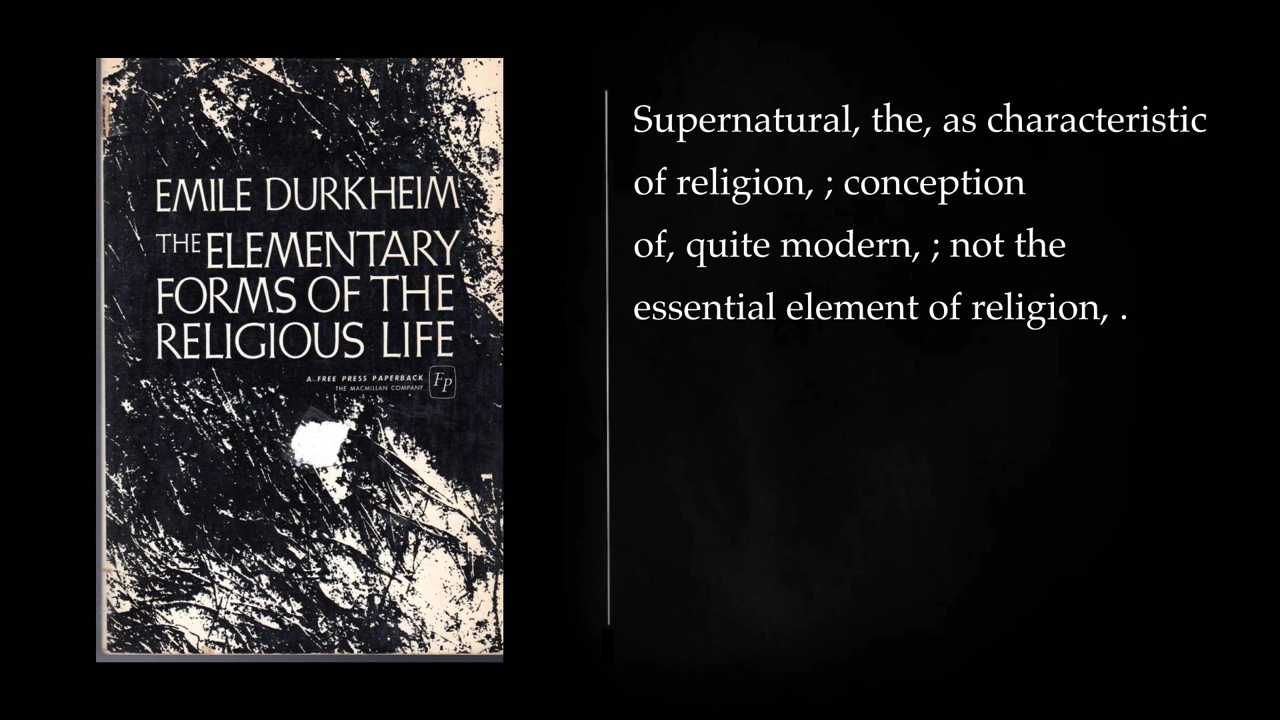 EMILE DURKHEIM
THE ELEMENTARY
FORMS OF THE
RELIGIOUS LIFE
A FREE PRESS PAPERBACK
THE MACMILLAN COMPANY
FP
Supernatural, the, as characteristic
of religion, ; conception
of, quite modern, ; not the
essential element of religion, .